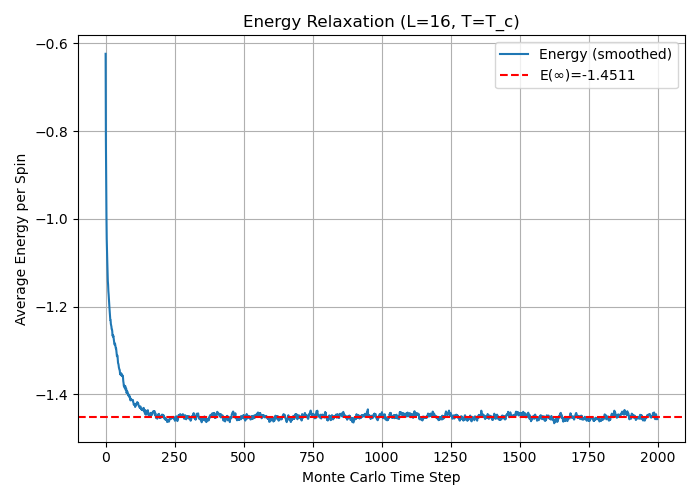 Energy Relaxation (L=16, T=T_c)
Energy (smoothed)
E(∞)=-1.4511
Average Energy per Spin
−0.6
−0.8
−1.0
−1.2
−1.4
0 250 500 750 1000 1250 1500 1750 2000
Monte Carlo Time Step